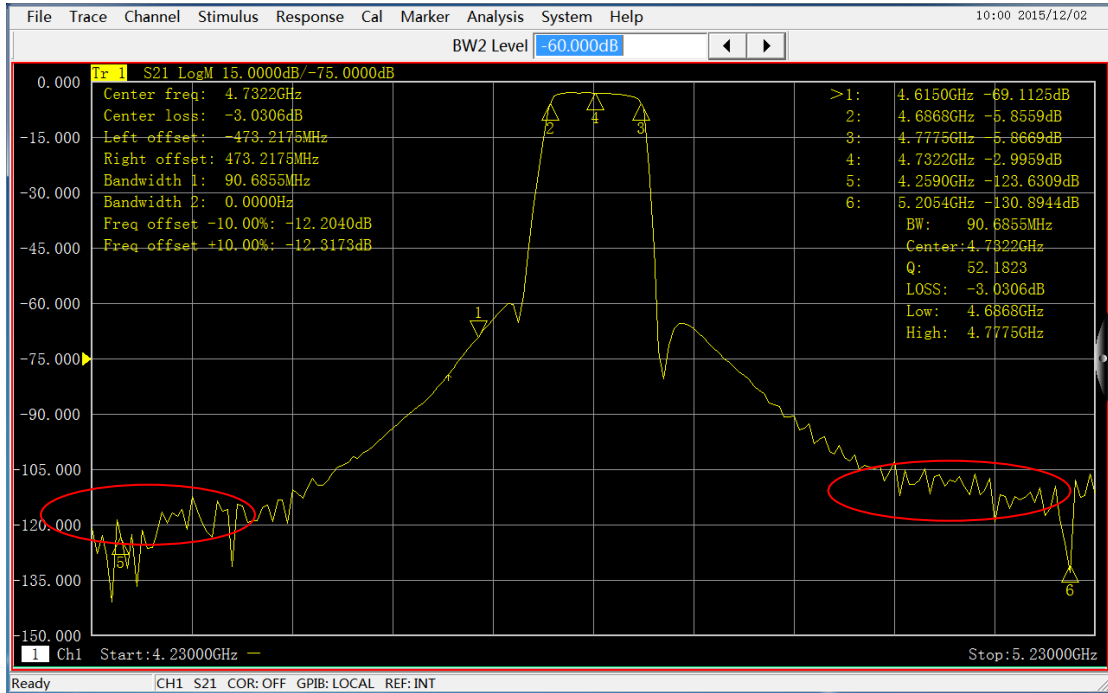 File Trace Channel Stimulus Response Cal Marker Analysis System Help 10:00 2015/12/02
BW2 Level -60.000dB
Tr 1 S21 LogM 15.0000dB/-75.0000dB
0.000
-15.000
-30.000
-45.000
-60.000
-75.000
-90.000
-105.000
-120.000
-135.000
-150.000
Center freq: 4.7322GHz
Center loss: -3.0306dB
Left offset: -473.2175MHz
Right offset: 473.2175MHz
Bandwidth 1: 90.6855MHz
Bandwidth 2: 0.0000Hz
Freq offset -10.00%: -12.2040dB
Freq offset +10.00%: -12.3173dB
>1: 4.6150GHz -69.1125dB
2: 4.6868GHz -5.8559dB
3: 4.7775GHz -5.8669dB
4: 4.7322GHz -2.9959dB
5: 4.2590GHz -123.6309dB
6: 5.2054GHz -130.8944dB
BW: 90.6855MHz
Center:4.7322GHz
Q: 52.1823
LOSS: -3.0306dB
Low: 4.6868GHz
High: 4.7775GHz
2
4
3
1
5
6
1 Ch1 Start:4.23000GHz — Stop:5.23000GHz
Ready CH1 S21 COR: OFF GPIB: LOCAL REF: INT